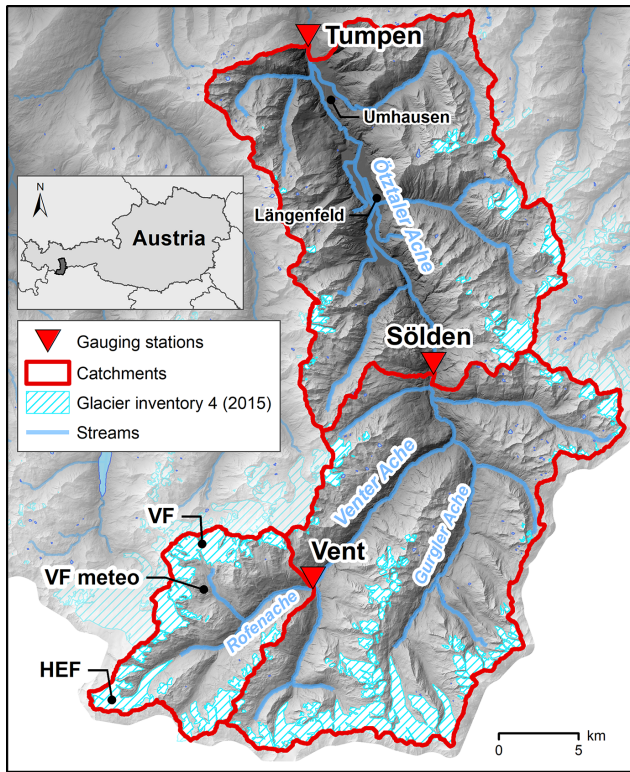 Tumpen
Umhausen
Ötztaler Ache
Längenfeld
N
Austria
Sölden
Gauging stations
Catchments
Glacier inventory 4 (2015)
Streams
Venter Ache
Gurgler Ache
VF
Vent
VF meteo
Rofenache
HEF
km
0 5